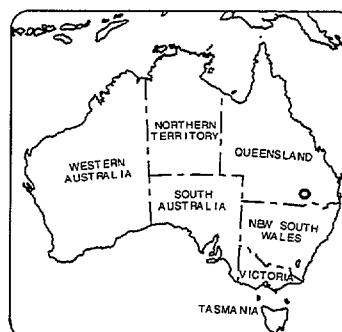 NORTHERN
TERRITORY
WESTERN
AUSTRALIA
QUEENSLAND
SOUTH
AUSTRALIA
NEW SOUTH
WALES
VICTORIA
TASMANIA